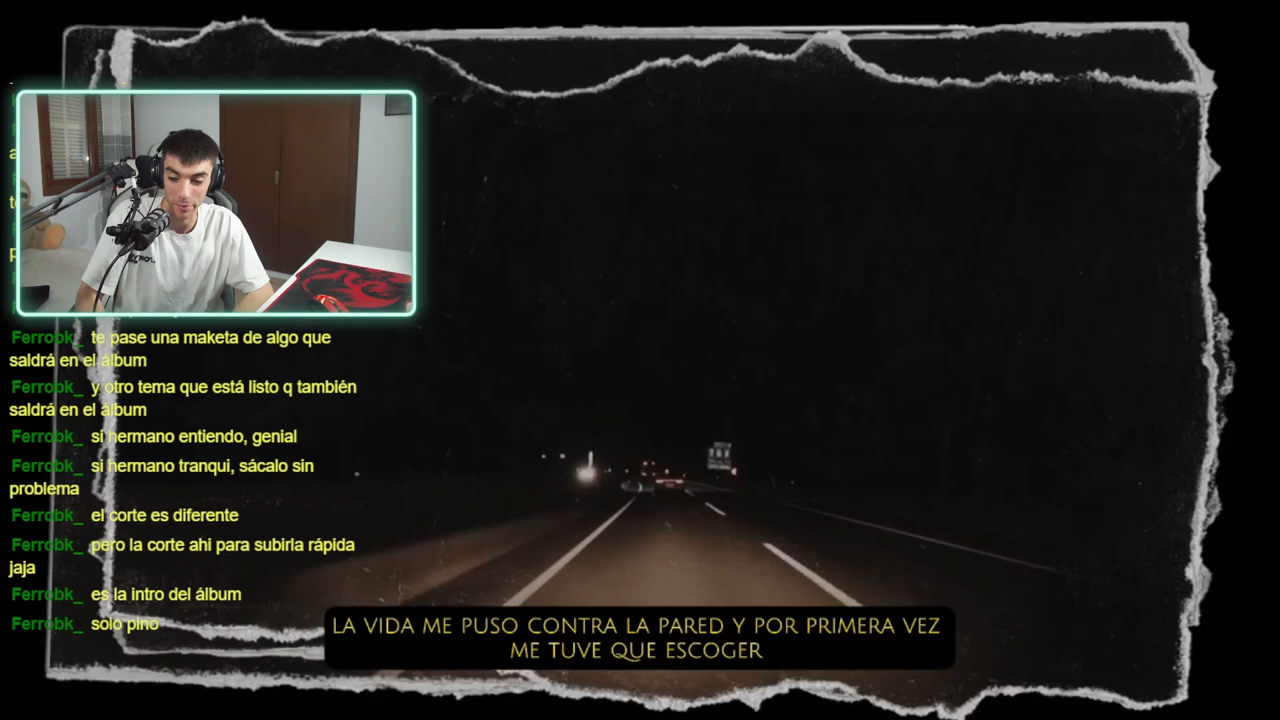 Ferrobk_ te pase una maketa de algo que
saldrá en el álbum
Ferrobk_ y otro tema que está listo q también
saldrá en el álbum
Ferrobk_ si hermano entiendo, genial
Ferrobk_ si hermano tranqui, sácalo sin
problema
Ferrobk_ el corte es diferente
Ferrobk_ pero la corte ahi para subirla rápida
jaja
Ferrobk_ es la intro del álbum
Ferrobk_ solo pino
LA VIDA ME PUSO CONTRA LA PARED Y POR PRIMERA VEZ
ME TUVE QUE ESCOGER